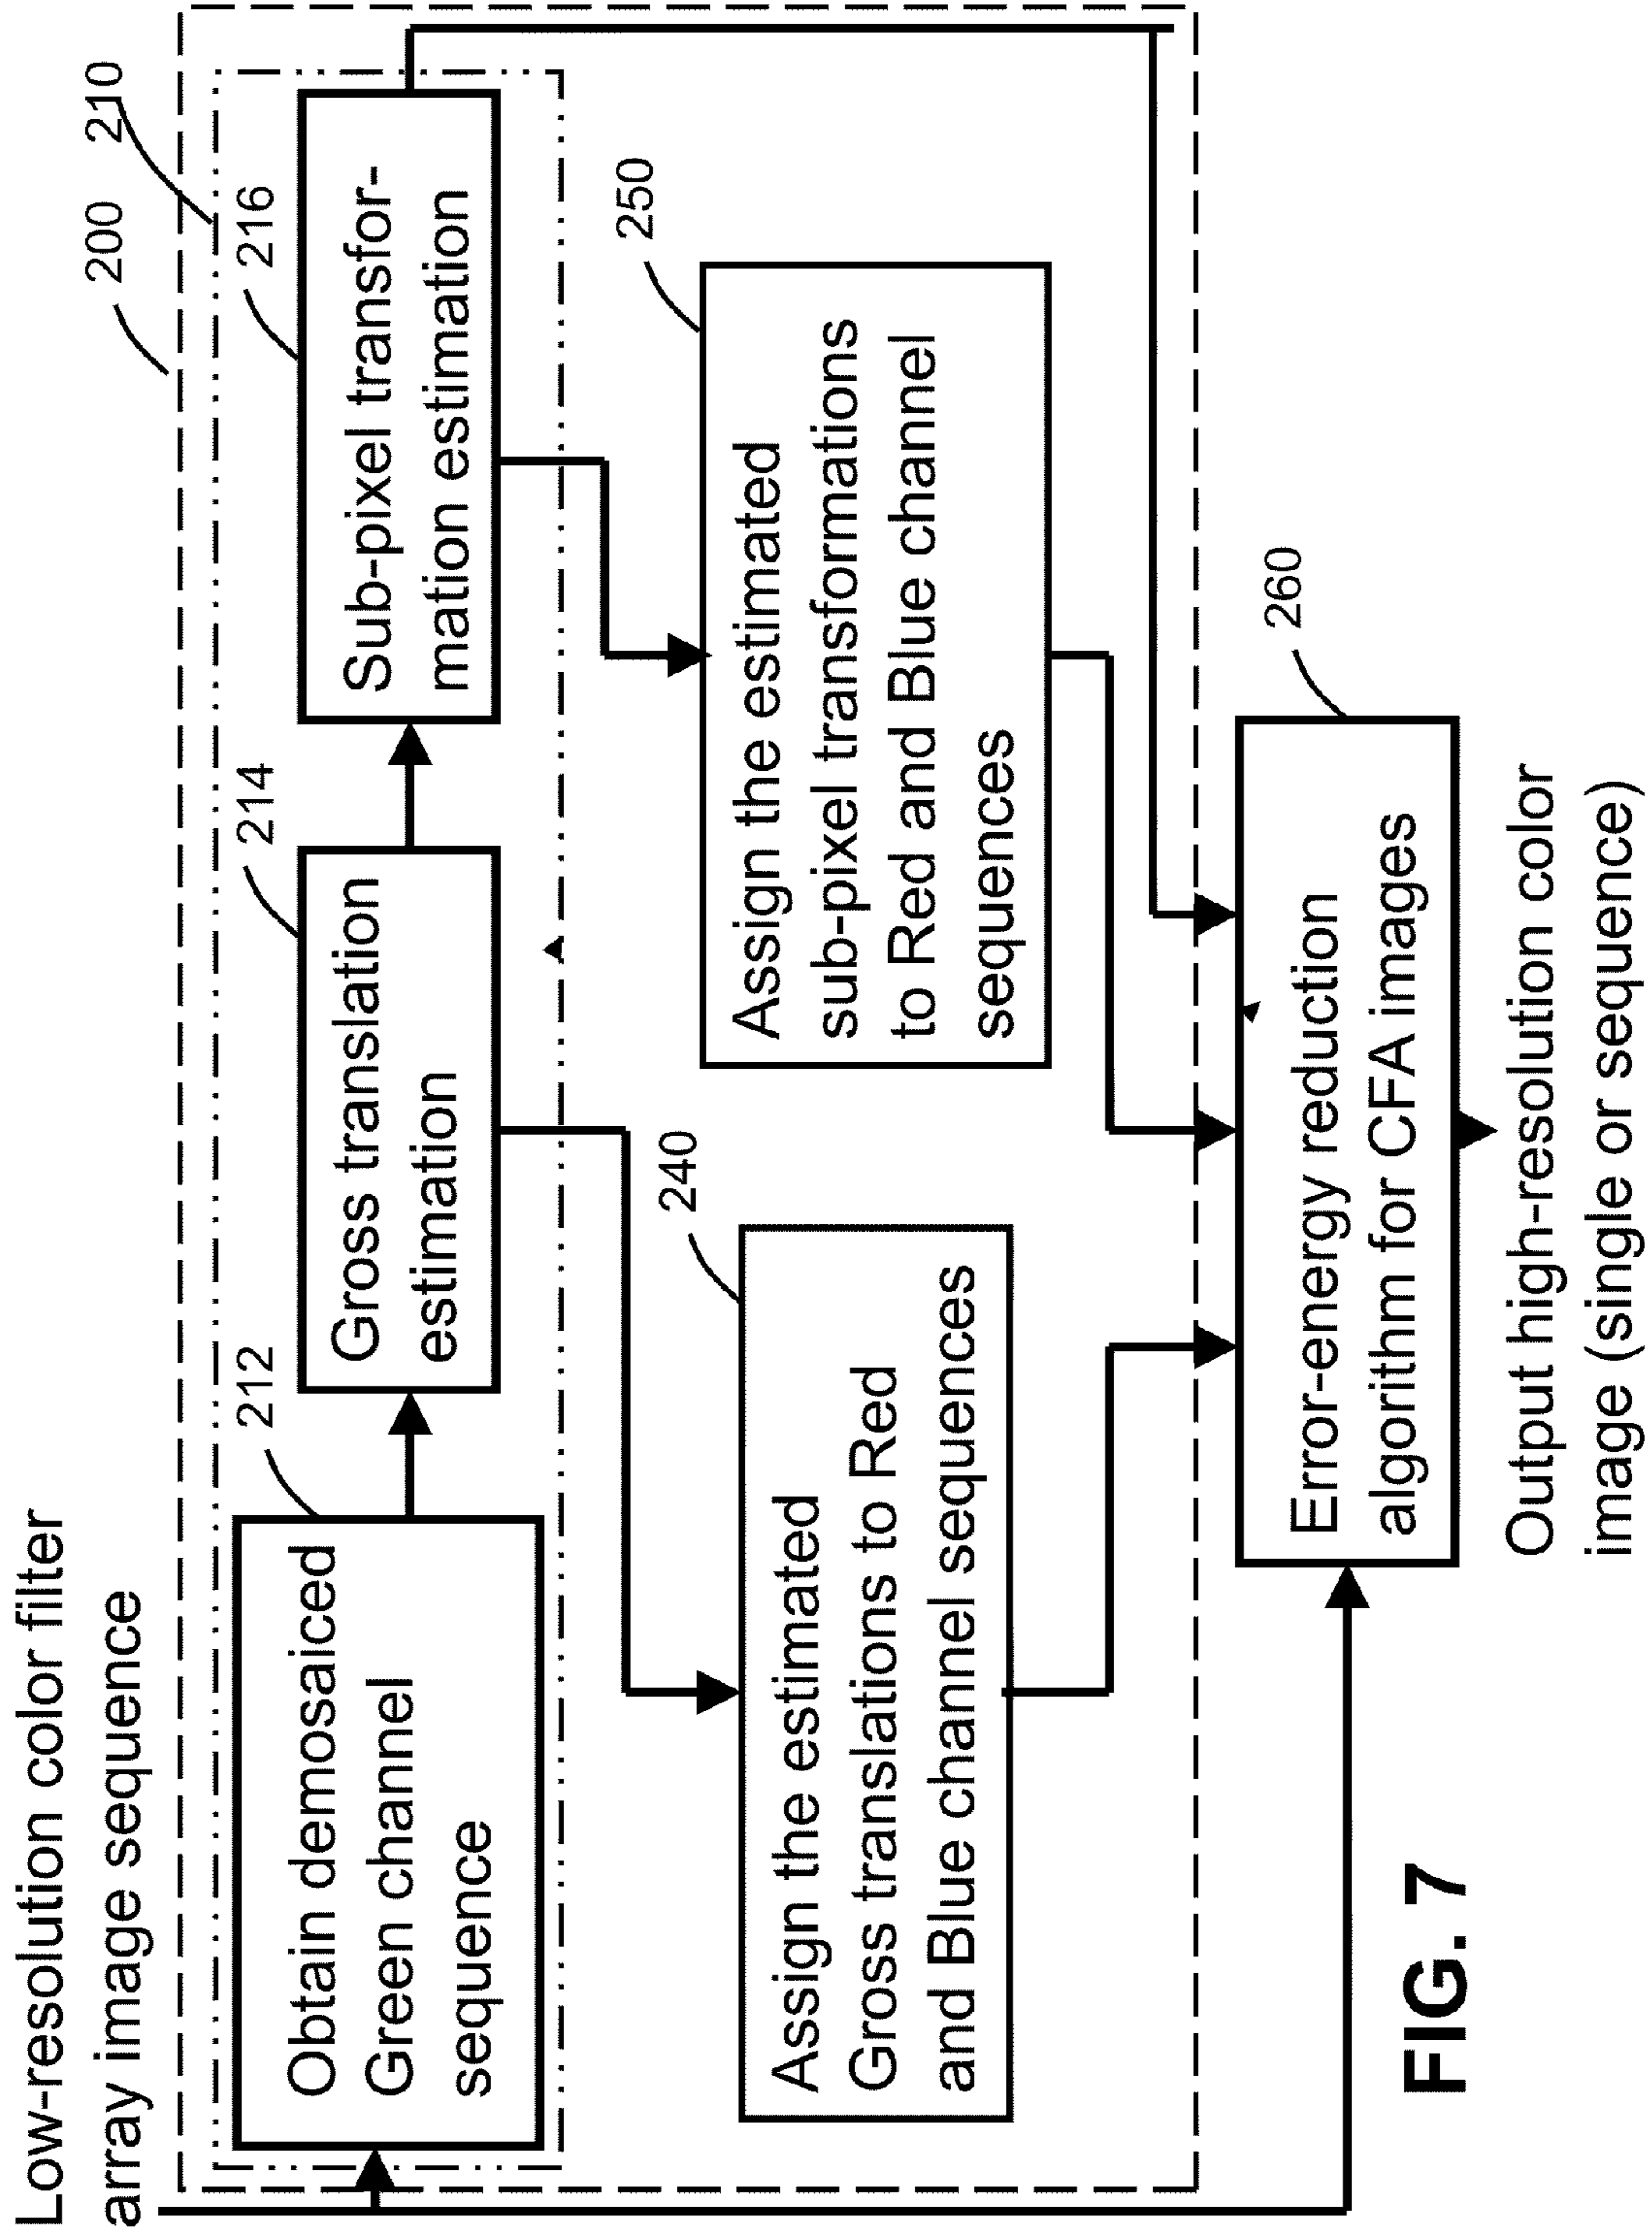 Low-resolution color filter
array image sequence
200
210
212
Obtain demosaiced
Green channel
sequence
214
Gross translation
estimation
216
Sub-pixel transfor-
mation estimation
240
Assign the estimated
Gross translations to Red
and Blue channel sequences
250
Assign the estimated
sub-pixel transformations
to Red and Blue channel
sequences
260
Error-energy reduction
algorithm for CFA images
Output high-resolution color
image (single or sequence)
FIG. 7